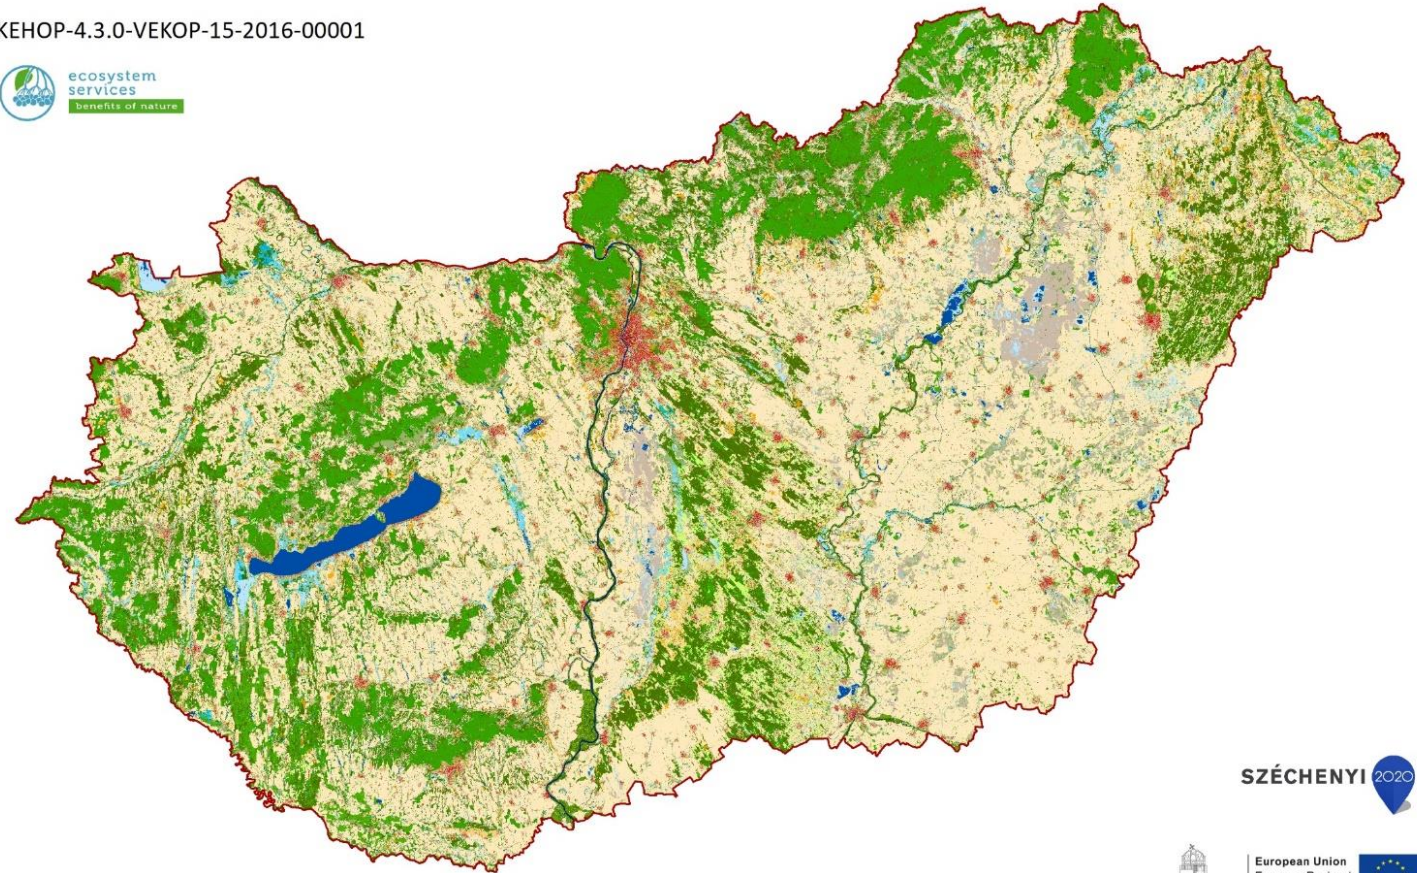 KEHOP-4.3.0-VEKOP-15-2016-00001
ecosystem
services
benefits of nature
SZÉCHENYI 2020
European Union